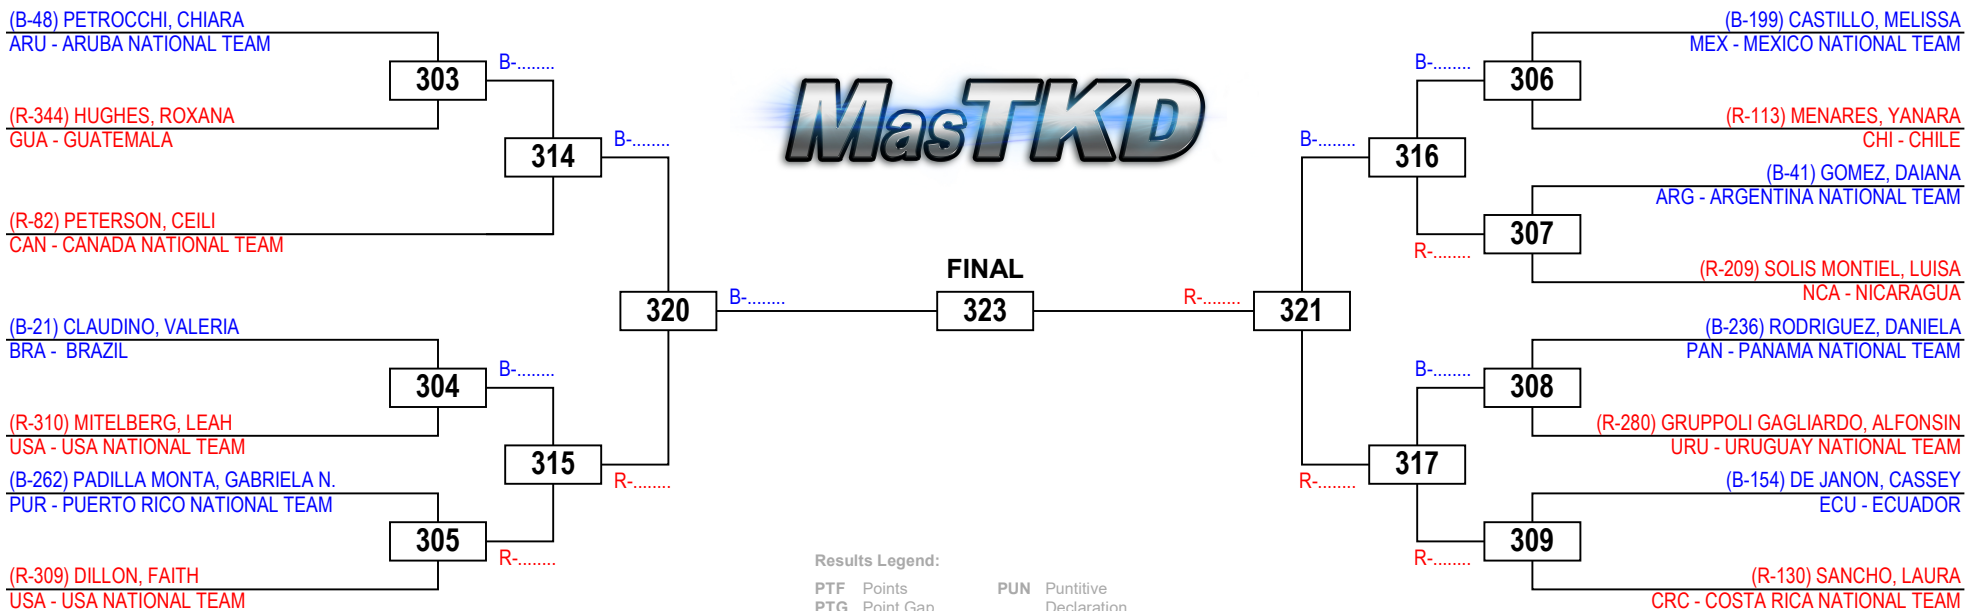 (B-48) PETROCCHI, CHIARA
ARU - ARUBA NATIONAL TEAM
303
B-........
(R-344) HUGHES, ROXANA
GUA - GUATEMALA
314
B-........
(R-82) PETERSON, CEILI
CAN - CANADA NATIONAL TEAM
320
B-........
(B-21) CLAUDINO, VALERIA
BRA - BRAZIL
304
B-........
(R-310) MITELBERG, LEAH
USA - USA NATIONAL TEAM
315
R-........
(B-262) PADILLA MONTA, GABRIELA N.
PUR - PUERTO RICO NATIONAL TEAM
305
R-........
(R-309) DILLON, FAITH
USA - USA NATIONAL TEAM
MasTKD
FINAL
323
Results Legend:
PTF Points PUN Puntitive
PTG Point Gap Declaration
(B-199) CASTILLO, MELISSA
MEX - MEXICO NATIONAL TEAM
B-........
306
(R-113) MENARES, YANARA
CHI - CHILE
B-........
316
(B-41) GOMEZ, DAIANA
ARG - ARGENTINA NATIONAL TEAM
307
R-........
(R-209) SOLIS MONTIEL, LUISA
NCA - NICARAGUA
R-........
321
(B-236) RODRIGUEZ, DANIELA
PAN - PANAMA NATIONAL TEAM
B-........
308
(R-280) GRUPPOLI GAGLIARDO, ALFONSIN
URU - URUGUAY NATIONAL TEAM
317
R-........
(B-154) DE JANON, CASSEY
ECU - ECUADOR
309
R-........
(R-130) SANCHO, LAURA
CRC - COSTA RICA NATIONAL TEAM